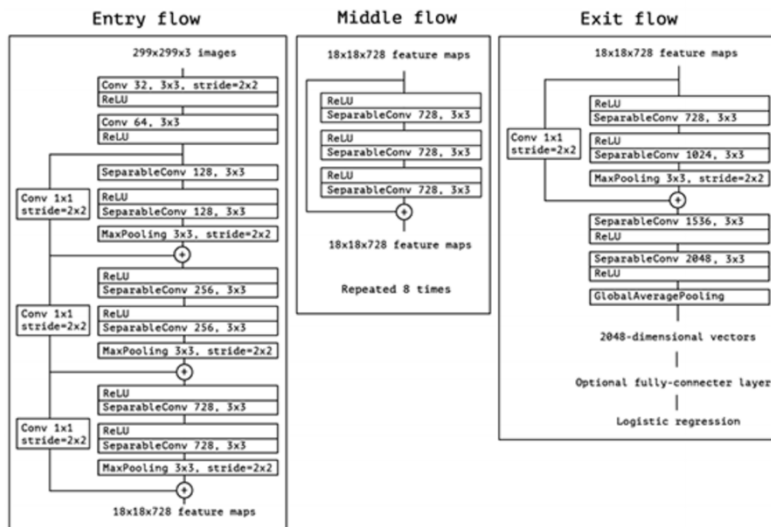 Entry flow
299x299x3 images
Conv 32, 3x3, stride=2x2
ReLU
Conv 64, 3x3
ReLU
SeparableConv 128, 3x3
Conv 1x1
stride=2x2
ReLU
SeparableConv 128, 3x3
MaxPooling 3x3, stride=2x2
+
ReLU
SeparableConv 256, 3x3
Conv 1x1
stride=2x2
ReLU
SeparableConv 256, 3x3
MaxPooling 3x3, stride=2x2
+
ReLU
SeparableConv 728, 3x3
Conv 1x1
stride=2x2
ReLU
SeparableConv 728, 3x3
MaxPooling 3x3, stride=2x2
+
18x18x728 feature maps
Middle flow
18x18x728 feature maps
ReLU
SeparableConv 728, 3x3
ReLU
SeparableConv 728, 3x3
ReLU
SeparableConv 728, 3x3
+
18x18x728 feature maps
Repeated 8 times
Exit flow
18x18x728 feature maps
ReLU
SeparableConv 728, 3x3
Conv 1x1
stride=2x2
ReLU
SeparableConv 1024, 3x3
MaxPooling 3x3, stride=2x2
+
SeparableConv 1536, 3x3
ReLU
SeparableConv 2048, 3x3
ReLU
GlobalAveragePooling
2048-dimensional vectors
Optional fully-connecter layer
Logistic regression